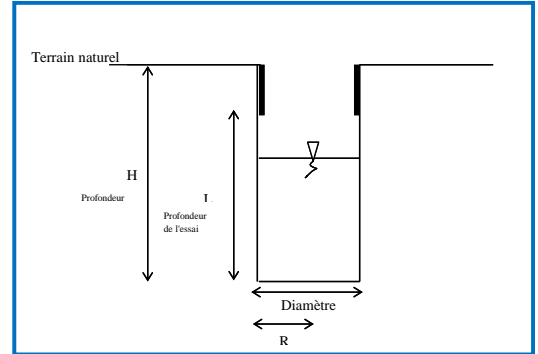 Terrain naturel
H
Profondeur
L
Profondeur
de l'essai
Diamètre
R